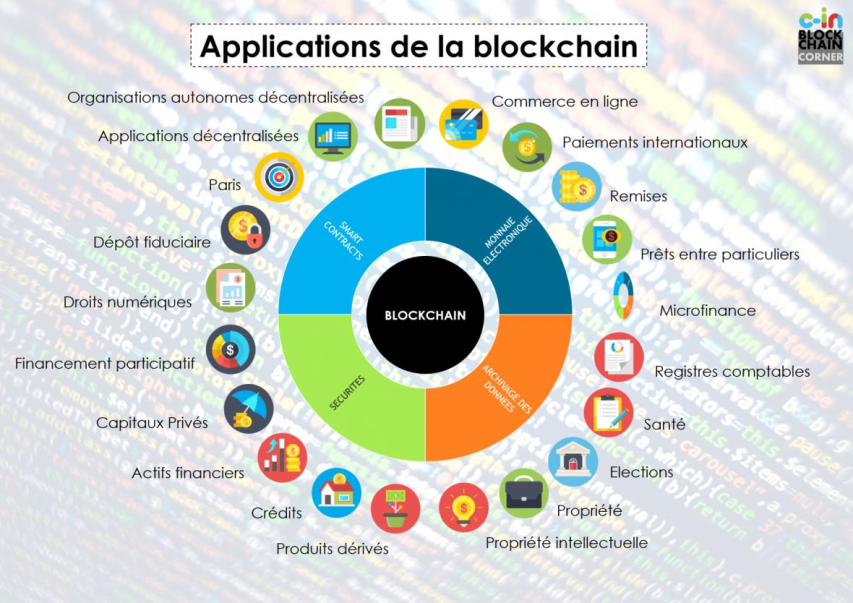 Applications de la blockchain
c-in
BLOCK
CHAIN
CORNER
Organisations autonomes décentralisées
Commerce en ligne
Applications décentralisées
Paiements internationaux
Paris
Remises
Dépôt fiduciaire
Prêts entre particuliers
Droits numériques
Microfinance
Financement participatif
Registres comptables
Capitaux Privés
Santé
Actifs financiers
Elections
Crédits
Propriété
Produits dérivés
Propriété intellectuelle
SMART
CONTRACTS
MONNAIE
ELECTRONIQUE
BLOCKCHAIN
SECURITES
ARCHIVAGE DES
DONNEES